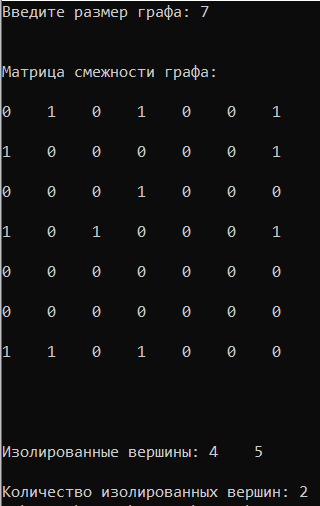 Введите размер графа: 7
Матрица смежности графа:
0 1 0 1 0 0 1
1 0 0 0 0 0 1
0 0 0 1 0 0 0
1 0 1 0 0 0 1
0 0 0 0 0 0 0
0 0 0 0 0 0 0
1 1 0 1 0 0 0
Изолированные вершины: 4 5
Количество изолированных вершин: 2